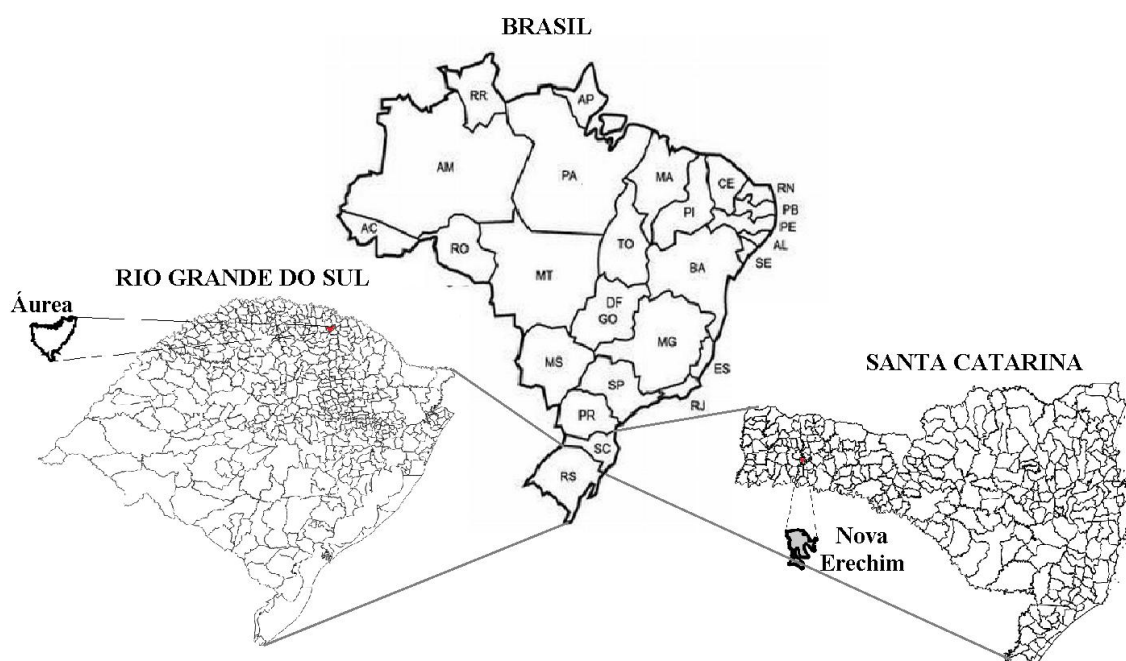 BRASIL
RR
AP
AM
PA
MA
CE
RN
PI
PB
PE
AC
TO
AL
RO
SE
BA
MT
RIO GRANDE DO SUL
DF
Áurea
GO
MG
MS
ES
SANTA CATARINA
SP
RJ
PR
SC
RS
Nova
Erechim